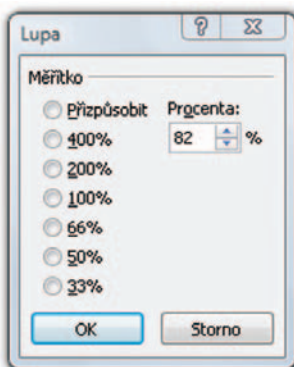 Lupa
Měřítko
Přizpůsobit
Procenta:
400%
82 %
200%
100%
66%
50%
33%
OK
Storno